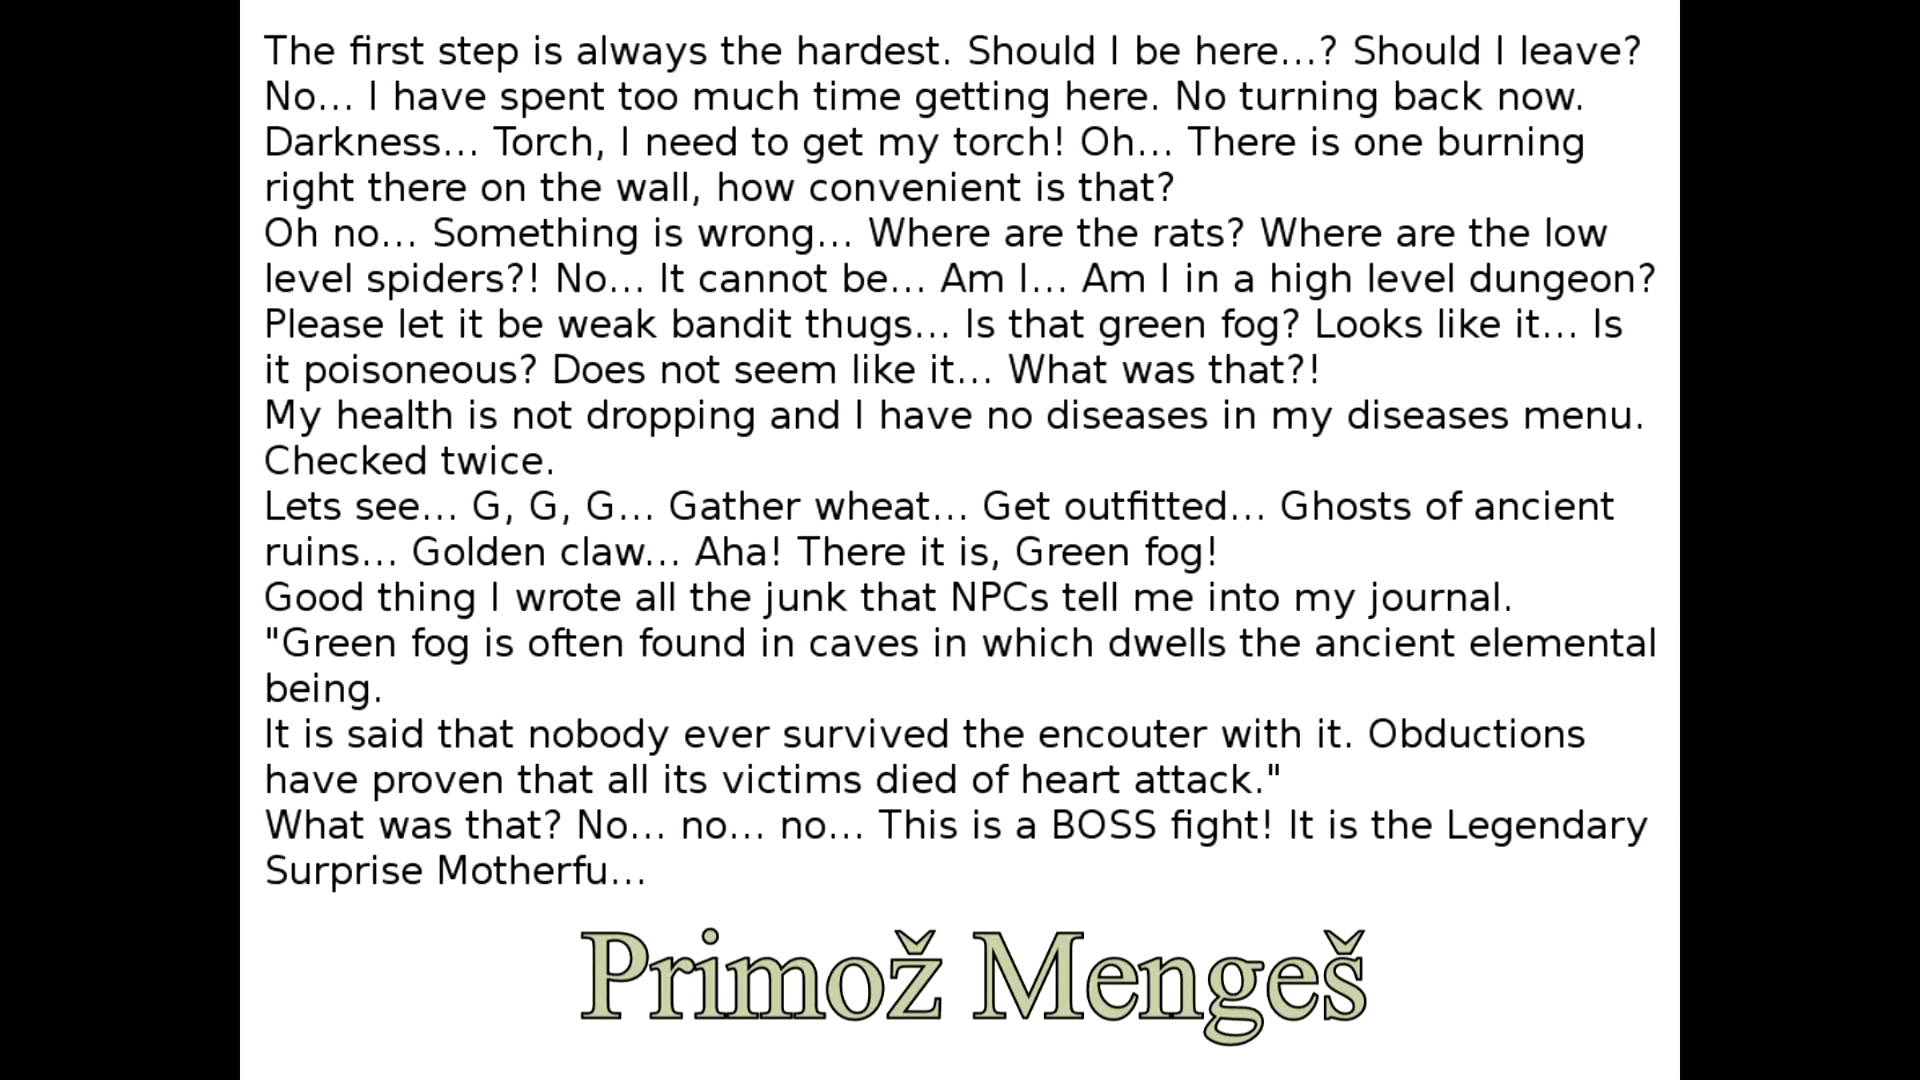 The first step is always the hardest. Should I be here...? Should I leave?
No... I have spent too much time getting here. No turning back now.
Darkness... Torch, I need to get my torch! Oh... There is one burning
right there on the wall, how convenient is that?
Oh no... Something is wrong... Where are the rats? Where are the low
level spiders?! No... It cannot be... Am I... Am I in a high level dungeon?
Please let it be weak bandit thugs... Is that green fog? Looks like it... Is
it poisoneous? Does not seem like it... What was that?!
My health is not dropping and I have no diseases in my diseases menu.
Checked twice.
Lets see... G, G, G... Gather wheat... Get outfitted... Ghosts of ancient
ruins... Golden claw... Aha! There it is, Green fog!
Good thing I wrote all the junk that NPCs tell me into my journal.
"Green fog is often found in caves in which dwells the ancient elemental
being.
It is said that nobody ever survived the encouter with it. Obductions
have proven that all its victims died of heart attack."
What was that? No... no... no... This is a BOSS fight! It is the Legendary
Surprise Motherfu...
Primož Mengeš